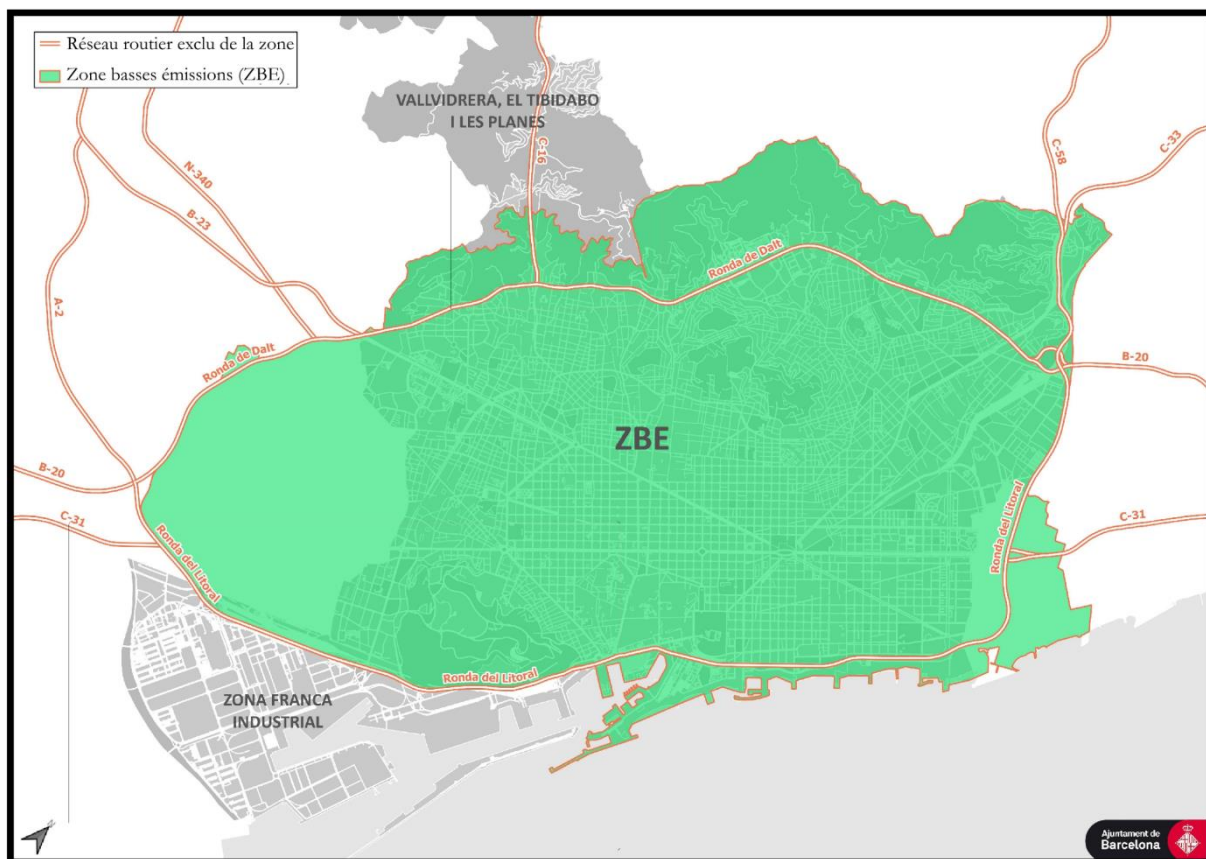 Réseau routier exclu de la zone
Zone basses émissions (ZBE)
VALLVIDRERA, EL TIBIDABO
I LES PLANES
C-16
C-58
C-33
N-340
B-23
A-2
Ronda de Dalt
Ronda de Dalt
B-20
ZBE
B-20
C-31
C-31
Ronda del Litoral
Ronda del Litoral
Ronda del Litoral
ZONA FRANCA
INDUSTRIAL
Ajuntament de
Barcelona